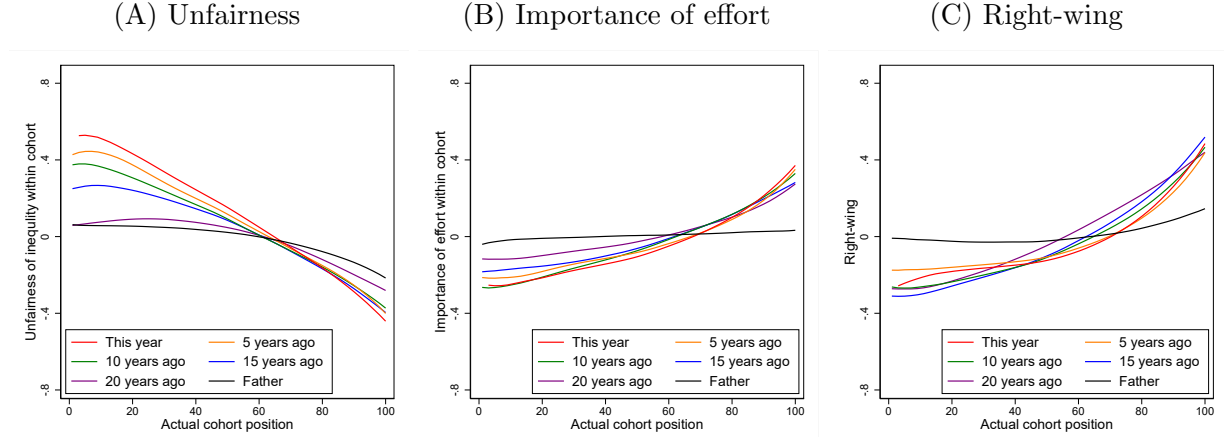 (A) Unfairness
(B) Importance of effort
(C) Right-wing
Unfairness of inequility within cohort
.8
.4
0
-.4
-.8
This year
5 years ago
10 years ago
15 years ago
20 years ago
Father
0
20
40
60
80
100
Actual cohort position
Importance of effort within cohort
.8
.4
0
-.4
-.8
This year
5 years ago
10 years ago
15 years ago
20 years ago
Father
0
20
40
60
80
100
Actual cohort position
Right-wing
.8
.4
0
-.4
-.8
This year
5 years ago
10 years ago
15 years ago
20 years ago
Father
0
20
40
60
80
100
Actual cohort position